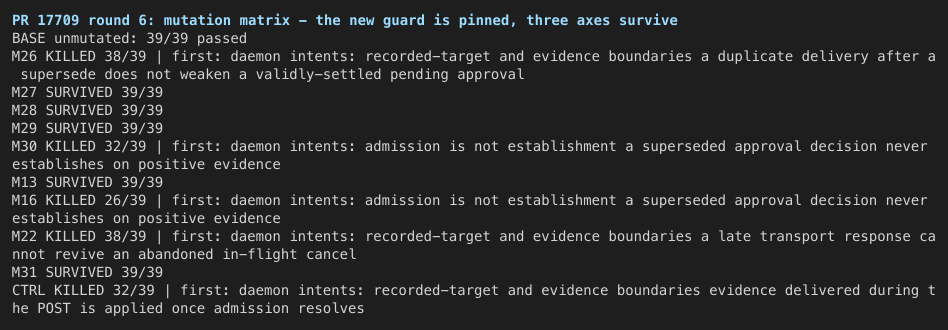 PR 17709 round 6: mutation matrix — the new guard is pinned, three axes survive
BASE unmutated: 39/39 passed
M26 KILLED 38/39 | first: daemon intents: recorded-target and evidence boundaries a duplicate delivery after a
 supersede does not weaken a validly-settled pending approval
M27 SURVIVED 39/39
M28 SURVIVED 39/39
M29 SURVIVED 39/39
M30 KILLED 32/39 | first: daemon intents: admission is not establishment a superseded approval decision never
establishes on positive evidence
M13 SURVIVED 39/39
M16 KILLED 26/39 | first: daemon intents: admission is not establishment a superseded approval decision never
establishes on positive evidence
M22 KILLED 38/39 | first: daemon intents: recorded-target and evidence boundaries a late transport response ca
nnot revive an abandoned in-flight cancel
M31 SURVIVED 39/39
CTRL KILLED 32/39 | first: daemon intents: recorded-target and evidence boundaries evidence delivered during t
he POST is applied once admission resolves